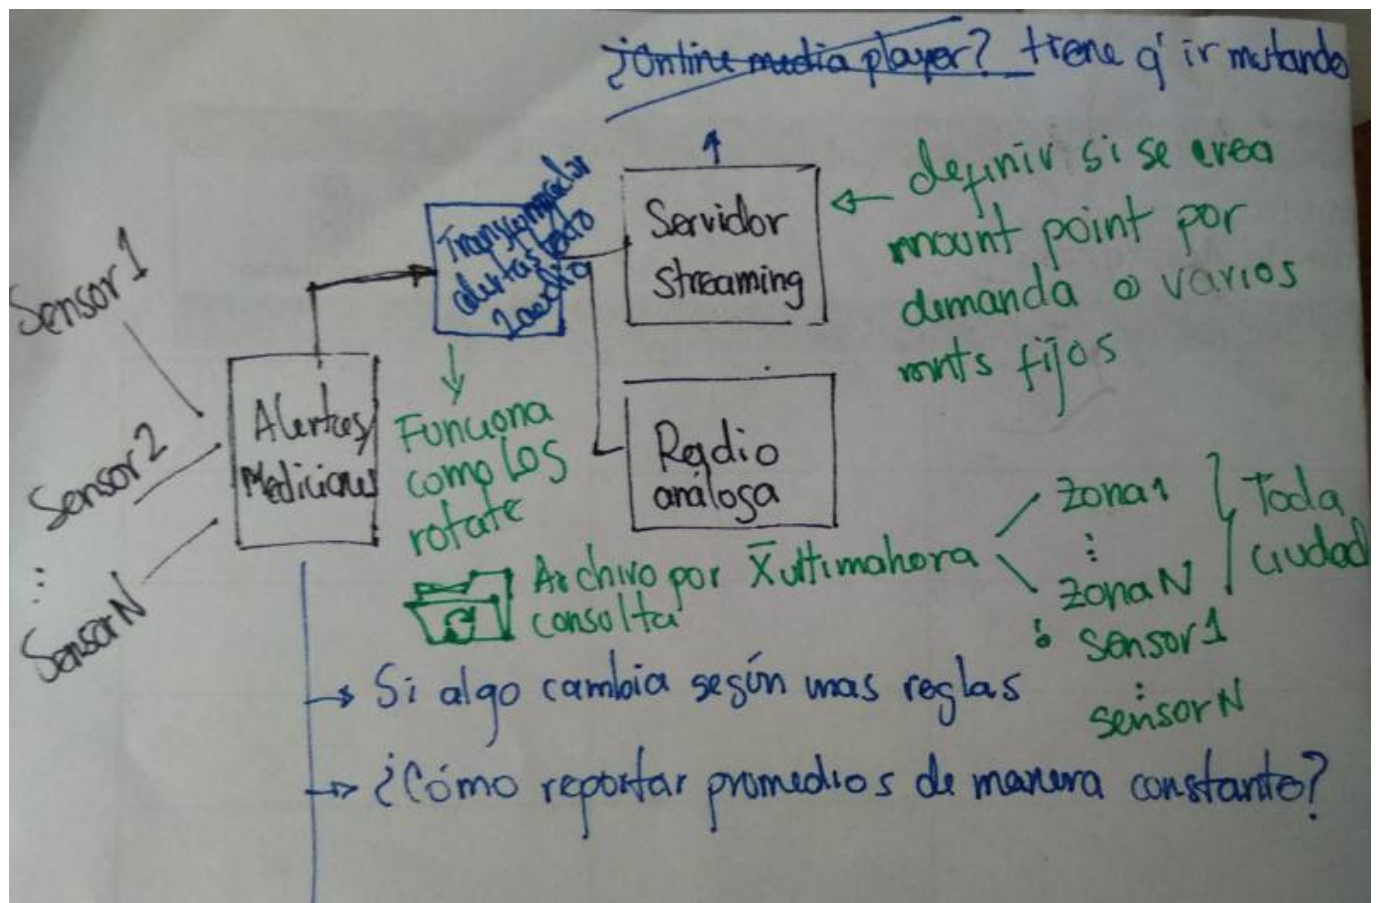 ¿Online media player? tiene q' ir mutando
definir si se crea
mount point por
demanda o varios
mnts fijos
Transformador
alertas texto
2audio
Servidor
streaming
Sensor 1
Sensor 2
⋮
Sensor N
Alertas/
Mediciones
Funciona
como los
rotate
Radio
análoga
Archivo por
consulta
X̄ ultimahora
zona 1
⋮
zona N
Toda
ciudad
sensor 1
⋮
sensor N
Si algo cambia según unas reglas
¿Cómo reportar promedios de manera constante?